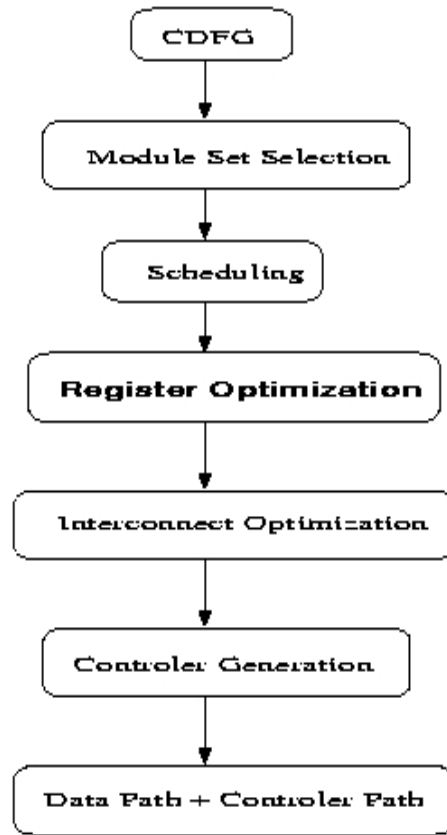 CDFG
Module Set Selection
Scheduling
Register Optimization
Interconnect Optimization
Controler Generation
Data Path + Controler Path